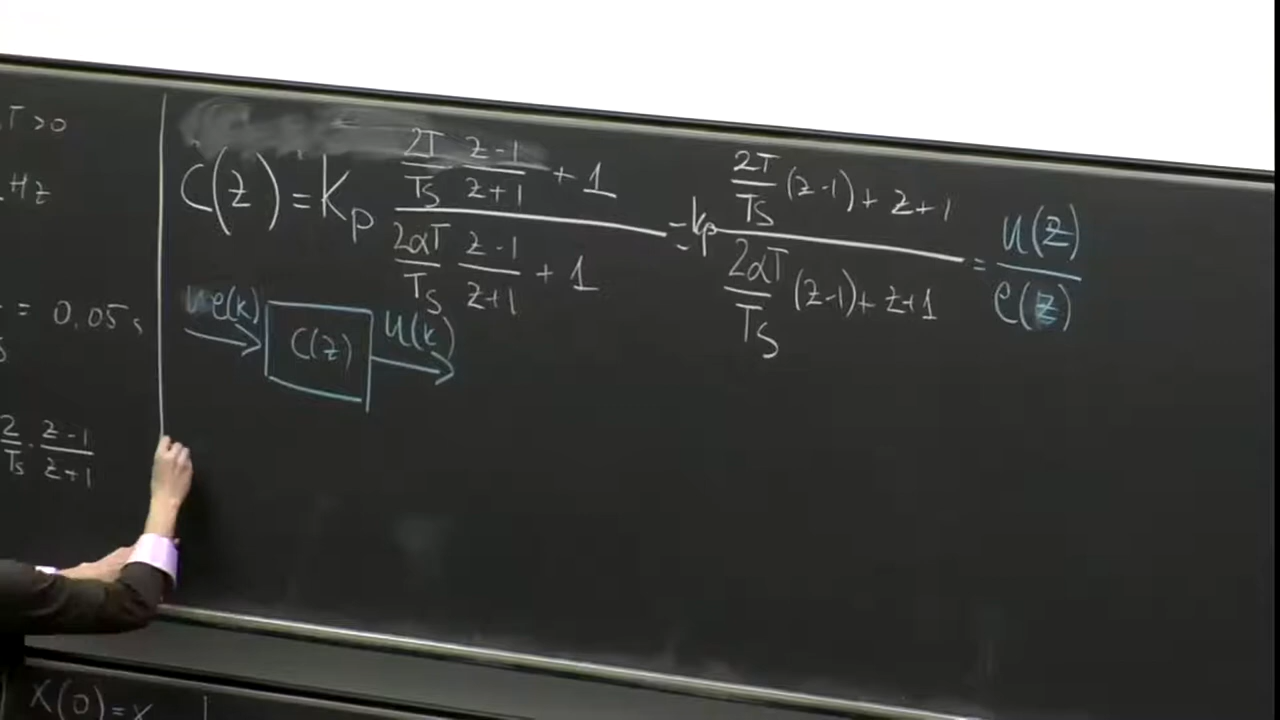 T>0
Hz
= 0.05 s
2/Ts · z-1/z+1
C(z) = Kp (2T/Ts z-1/z+1 + 1)/(2αT/Ts z-1/z+1 + 1) = kp (2T/Ts (z-1) + z+1)/(2αT/Ts (z-1) + z+1) = u(z)/e(z)
e(k) C(z) u(k)
X(0)=x